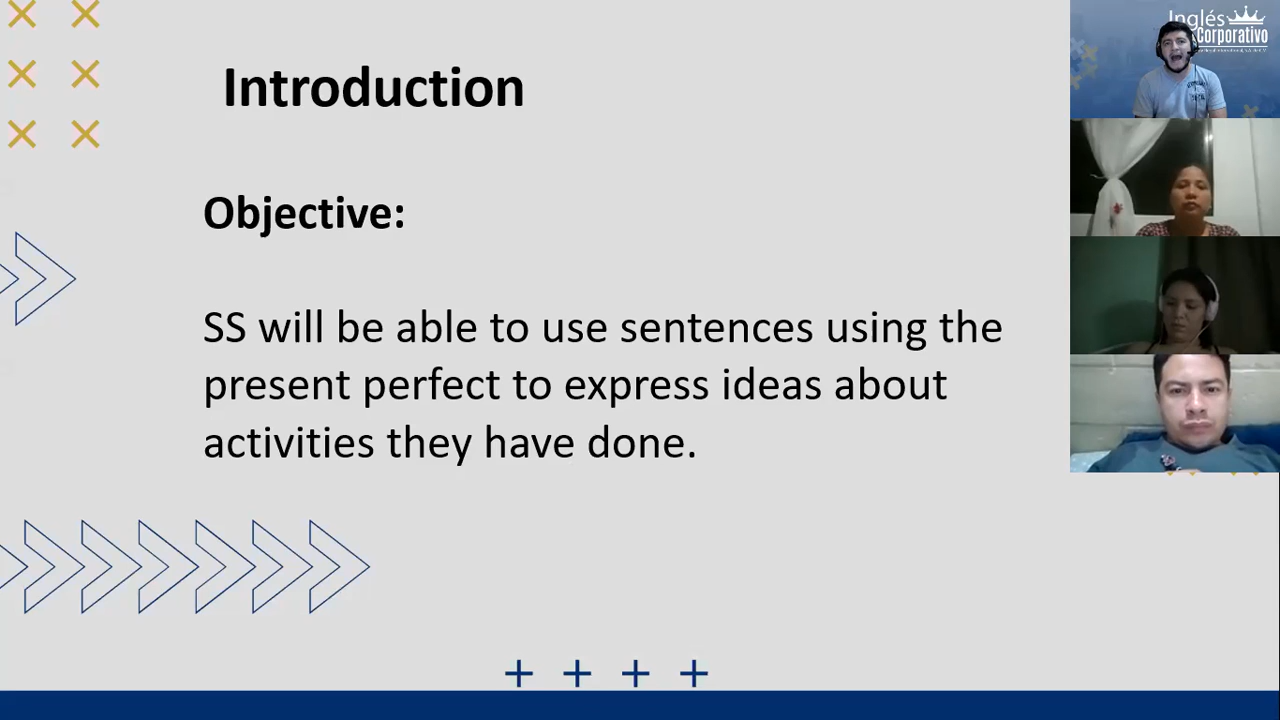 Introduction
Objective:
SS will be able to use sentences using the
present perfect to express ideas about
activities they have done.
Inglés
Corporativo